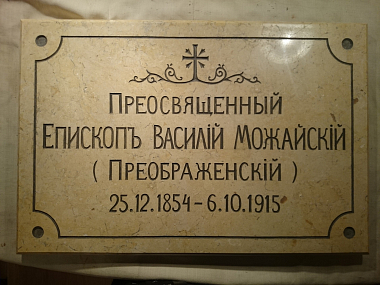 Преосвященный
Епископъ Василій Можайскій
( Преображенскій )
25.12.1854 – 6.10.1915